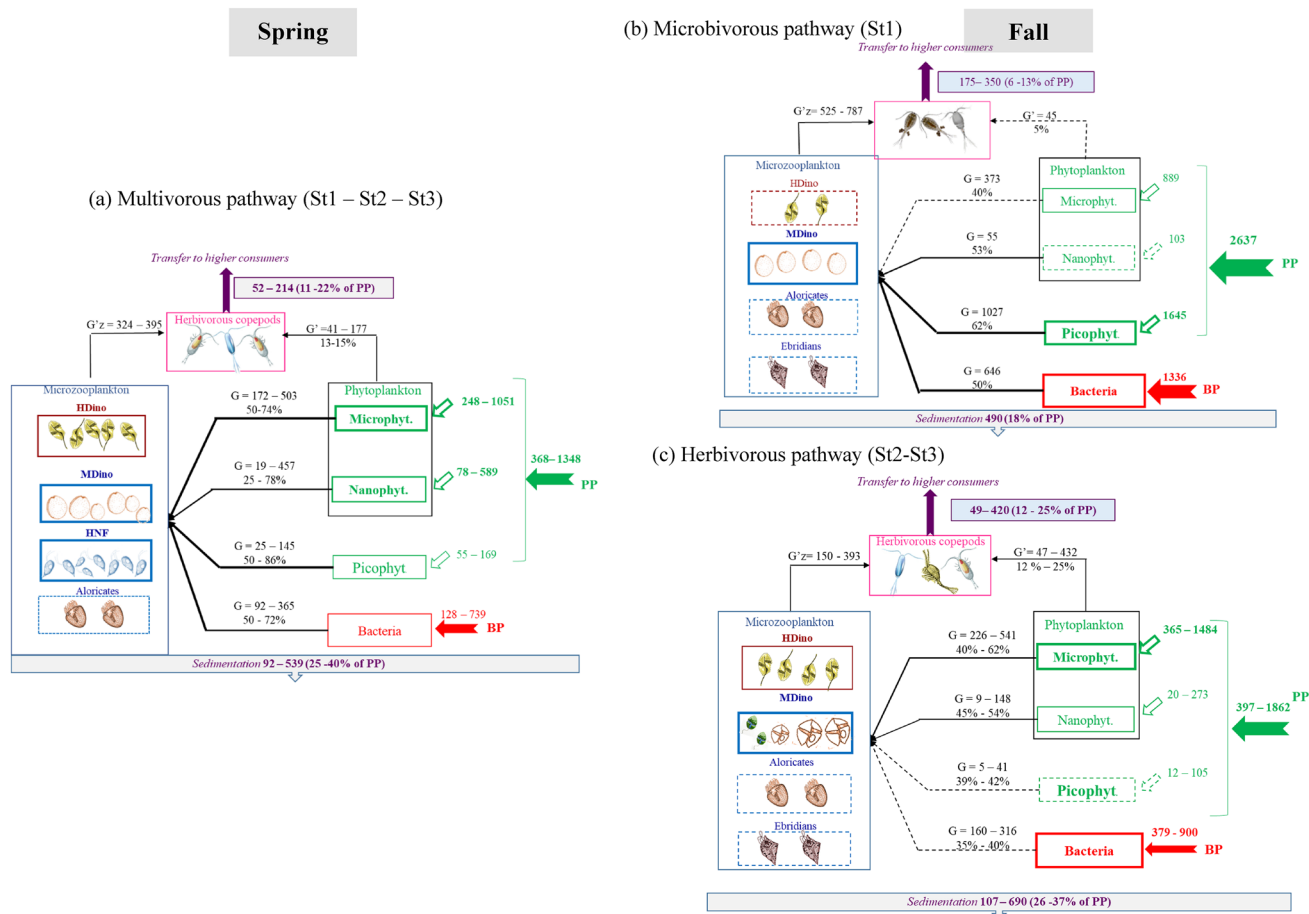 Spring
(a) Multivorous pathway (St1 – St2 – St3)
Transfer to higher consumers
52 – 214 (11 -22% of PP)
G'z = 324 – 395
Herbivorous copepods
G' =41 – 177
13-15%
Microzooplankton
HDino
MDino
HNF
Aloricates
Phytoplankton
G = 172 – 503
50-74%
Microphyt.
248 -1051
G = 19 – 457
25 - 78%
Nanophyt.
78 – 589
368– 1348
PP
G = 25 – 145
50 – 86%
Picophyt
55 – 169
G = 92 – 365
50 - 72%
Bacteria
128 – 739
BP
Sedimentation 92 – 539 (25 -40% of PP)
Fall
(b) Microbivorous pathway (St1)
Transfer to higher consumers
175– 350 (6 -13% of PP)
G'z= 525 - 787
G' = 45
5%
Microzooplankton
HDino
MDino
Aloricates
Ebridians
Phytoplankton
G = 373
40%
Microphyt.
889
G = 55
53%
Nanophyt.
103
2637
PP
G = 1027
62%
Picophyt.
1645
G = 646
50%
Bacteria
1336
BP
Sedimentation 490 (18% of PP)
(c) Herbivorous pathway (St2-St3)
Transfer to higher consumers
49– 420 (12 - 25% of PP)
G'z= 150 - 393
Herbivorous copepods
G'= 47 – 432
12 % – 25%
Microzooplankton
HDino
MDino
Aloricates
Ebridians
Phytoplankton
G = 226 – 541
40% - 62%
Microphyt.
365– 1484
G = 9 – 148
45% - 54%
Nanophyt.
20 – 273
397 – 1862
PP
G = 5 – 41
39% - 42%
Picophyt.
12 – 105
G = 160 – 316
35% - 40%
Bacteria
379 - 900
BP
Sedimentation 107– 690 (26 -37% of PP)